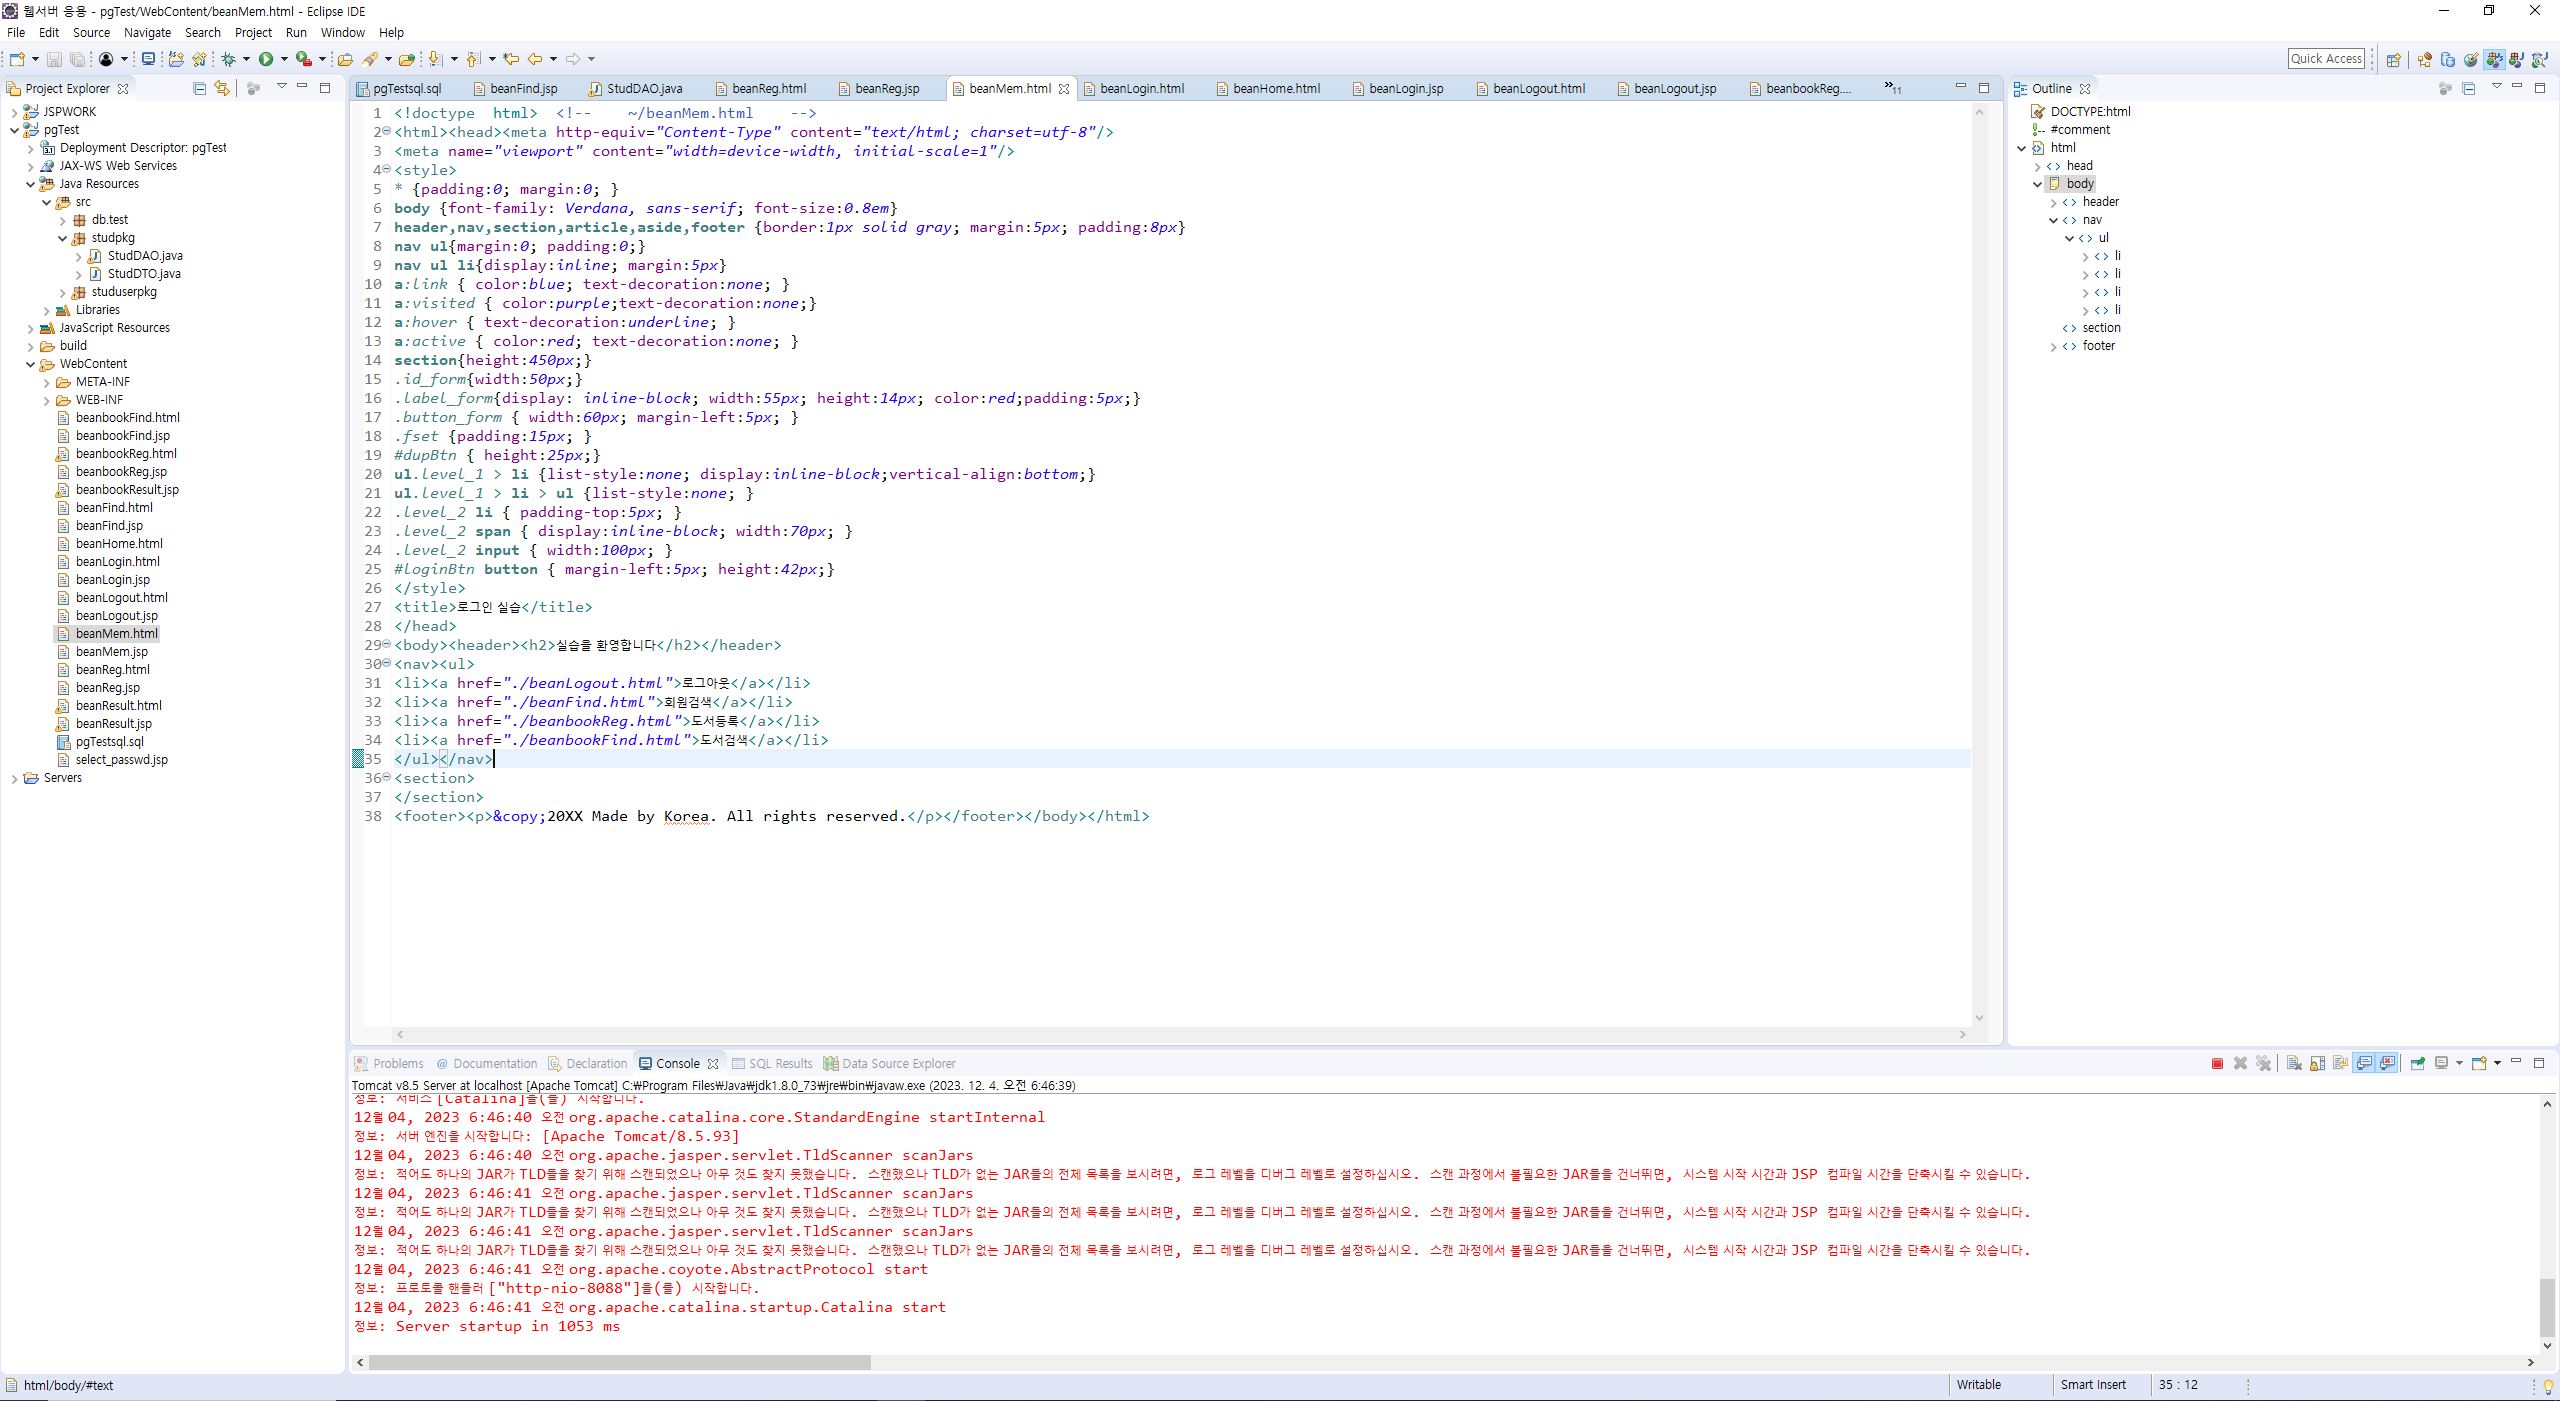 웹서버 응용 - pgTest/WebContent/beanMem.html - Eclipse IDE
File Edit Source Navigate Search Project Run Window Help
Quick Access
Project Explorer
JSPWORK
pgTest
Deployment Descriptor: pgTest
JAX-WS Web Services
Java Resources
src
db.test
studpkg
StudDAO.java
StudDTO.java
studuserpkg
Libraries
JavaScript Resources
build
WebContent
META-INF
WEB-INF
beanbookFind.html
beanbookFind.jsp
beanbookReg.html
beanbookReg.jsp
beanbookResult.jsp
beanFind.html
beanFind.jsp
beanHome.html
beanLogin.html
beanLogin.jsp
beanLogout.html
beanLogout.jsp
beanMem.html
beanMem.jsp
beanReg.html
beanReg.jsp
beanResult.html
beanResult.jsp
pgTestsql.sql
select_passwd.jsp
Servers
pgTestsql.sql beanFind.jsp StudDAO.java beanReg.html beanReg.jsp beanMem.html beanLogin.html beanHome.html beanLogin.jsp beanLogout.html beanLogout.jsp beanbookReg.... »11
1 <!doctype  html>  <!--    ~/beanMem.html    -->
2 <html><head><meta http-equiv="Content-Type" content="text/html; charset=utf-8"/>
3 <meta name="viewport" content="width=device-width, initial-scale=1"/>
4 <style>
5 * {padding:0; margin:0; }
6 body {font-family: Verdana, sans-serif; font-size:0.8em}
7 header,nav,section,article,aside,footer {border:1px solid gray; margin:5px; padding:8px}
8 nav ul{margin:0; padding:0;}
9 nav ul li{display:inline; margin:5px}
10 a:link { color:blue; text-decoration:none; }
11 a:visited { color:purple;text-decoration:none;}
12 a:hover { text-decoration:underline; }
13 a:active { color:red; text-decoration:none; }
14 section{height:450px;}
15 .id_form{width:50px;}
16 .label_form{display: inline-block; width:55px; height:14px; color:red;padding:5px;}
17 .button_form { width:60px; margin-left:5px; }
18 .fset {padding:15px; }
19 #dupBtn { height:25px;}
20 ul.level_1 > li {list-style:none; display:inline-block;vertical-align:bottom;}
21 ul.level_1 > li > ul {list-style:none; }
22 .level_2 li { padding-top:5px; }
23 .level_2 span { display:inline-block; width:70px; }
24 .level_2 input { width:100px; }
25 #loginBtn button { margin-left:5px; height:42px;}
26 </style>
27 <title>로그인 실습</title>
28 </head>
29 <body><header><h2>실습을 환영합니다</h2></header>
30 <nav><ul>
31 <li><a href="./beanLogout.html">로그아웃</a></li>
32 <li><a href="./beanFind.html">회원검색</a></li>
33 <li><a href="./beanbookReg.html">도서등록</a></li>
34 <li><a href="./beanbookFind.html">도서검색</a></li>
35 </ul></nav>
36 <section>
37 </section>
38 <footer><p>&copy;20XX Made by Korea. All rights reserved.</p></footer></body></html>
Outline
DOCTYPE:html
#comment
html
head
body
header
nav
ul
li
li
li
li
section
footer
Problems @ Documentation Declaration Console SQL Results Data Source Explorer
Tomcat v8.5 Server at localhost [Apache Tomcat] C:₩Program Files₩Java₩jdk1.8.0_73₩jre₩bin₩javaw.exe (2023. 12. 4. 오전 6:46:39)
정보: 서비스 [Catalina]을(를) 시작합니다.
12월 04, 2023 6:46:40 오전 org.apache.catalina.core.StandardEngine startInternal
정보: 서버 엔진을 시작합니다: [Apache Tomcat/8.5.93]
12월 04, 2023 6:46:40 오전 org.apache.jasper.servlet.TldScanner scanJars
정보: 적어도 하나의 JAR가 TLD들을 찾기 위해 스캔되었으나 아무 것도 찾지 못했습니다. 스캔했으나 TLD가 없는 JAR들의 전체 목록을 보시려면, 로그 레벨을 디버그 레벨로 설정하십시오. 스캔 과정에서 불필요한 JAR들을 건너뛰면, 시스템 시작 시간과 JSP 컴파일 시간을 단축시킬 수 있습니다.
12월 04, 2023 6:46:41 오전 org.apache.jasper.servlet.TldScanner scanJars
정보: 적어도 하나의 JAR가 TLD들을 찾기 위해 스캔되었으나 아무 것도 찾지 못했습니다. 스캔했으나 TLD가 없는 JAR들의 전체 목록을 보시려면, 로그 레벨을 디버그 레벨로 설정하십시오. 스캔 과정에서 불필요한 JAR들을 건너뛰면, 시스템 시작 시간과 JSP 컴파일 시간을 단축시킬 수 있습니다.
12월 04, 2023 6:46:41 오전 org.apache.jasper.servlet.TldScanner scanJars
정보: 적어도 하나의 JAR가 TLD들을 찾기 위해 스캔되었으나 아무 것도 찾지 못했습니다. 스캔했으나 TLD가 없는 JAR들의 전체 목록을 보시려면, 로그 레벨을 디버그 레벨로 설정하십시오. 스캔 과정에서 불필요한 JAR들을 건너뛰면, 시스템 시작 시간과 JSP 컴파일 시간을 단축시킬 수 있습니다.
12월 04, 2023 6:46:41 오전 org.apache.coyote.AbstractProtocol start
정보: 프로토콜 핸들러 ["http-nio-8088"]을(를) 시작합니다.
12월 04, 2023 6:46:41 오전 org.apache.catalina.startup.Catalina start
정보: Server startup in 1053 ms
html/body/#text Writable Smart Insert 35 : 12